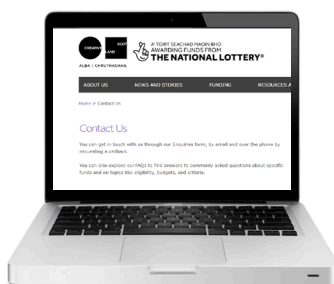 CREATIVE SCOT
LAND
ALBA | CHRUTHACHAIL
A' TOIRT SEACHAD MAOIN BHO
AWARDING FUNDS FROM
THE NATIONAL LOTTERY®
ABOUT US NEWS AND STORIES FUNDING RESOURCES A
Home > Contact Us
Contact Us
You can get in touch with us through our Enquiries form, by email and over the phone by
requesting a callback.
You can also explore our FAQs to find answers to commonly asked questions about specific
funds and on topics like eligibility, budgets, and criteria.